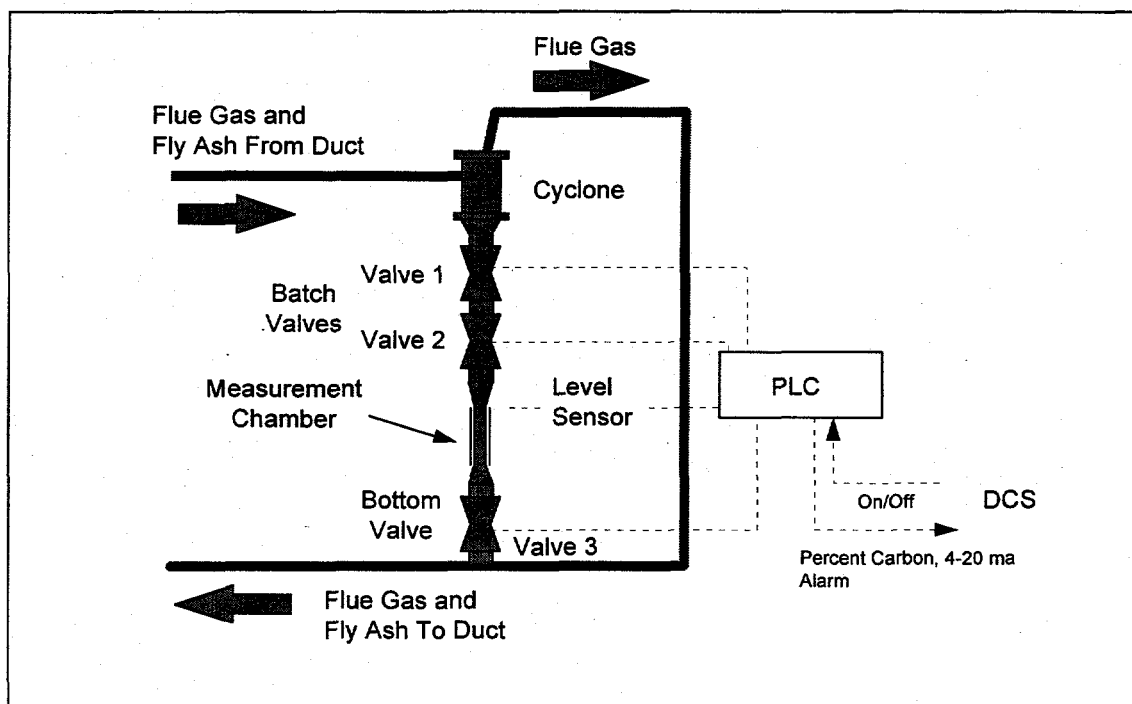 Flue Gas
Flue Gas and
Fly Ash From Duct
Cyclone
Valve 1
Batch
Valves
Valve 2
Measurement
Chamber
Level
Sensor
PLC
On/Off
DCS
Bottom
Valve
Valve 3
Percent Carbon, 4-20 ma
Alarm
Flue Gas and
Fly Ash To Duct